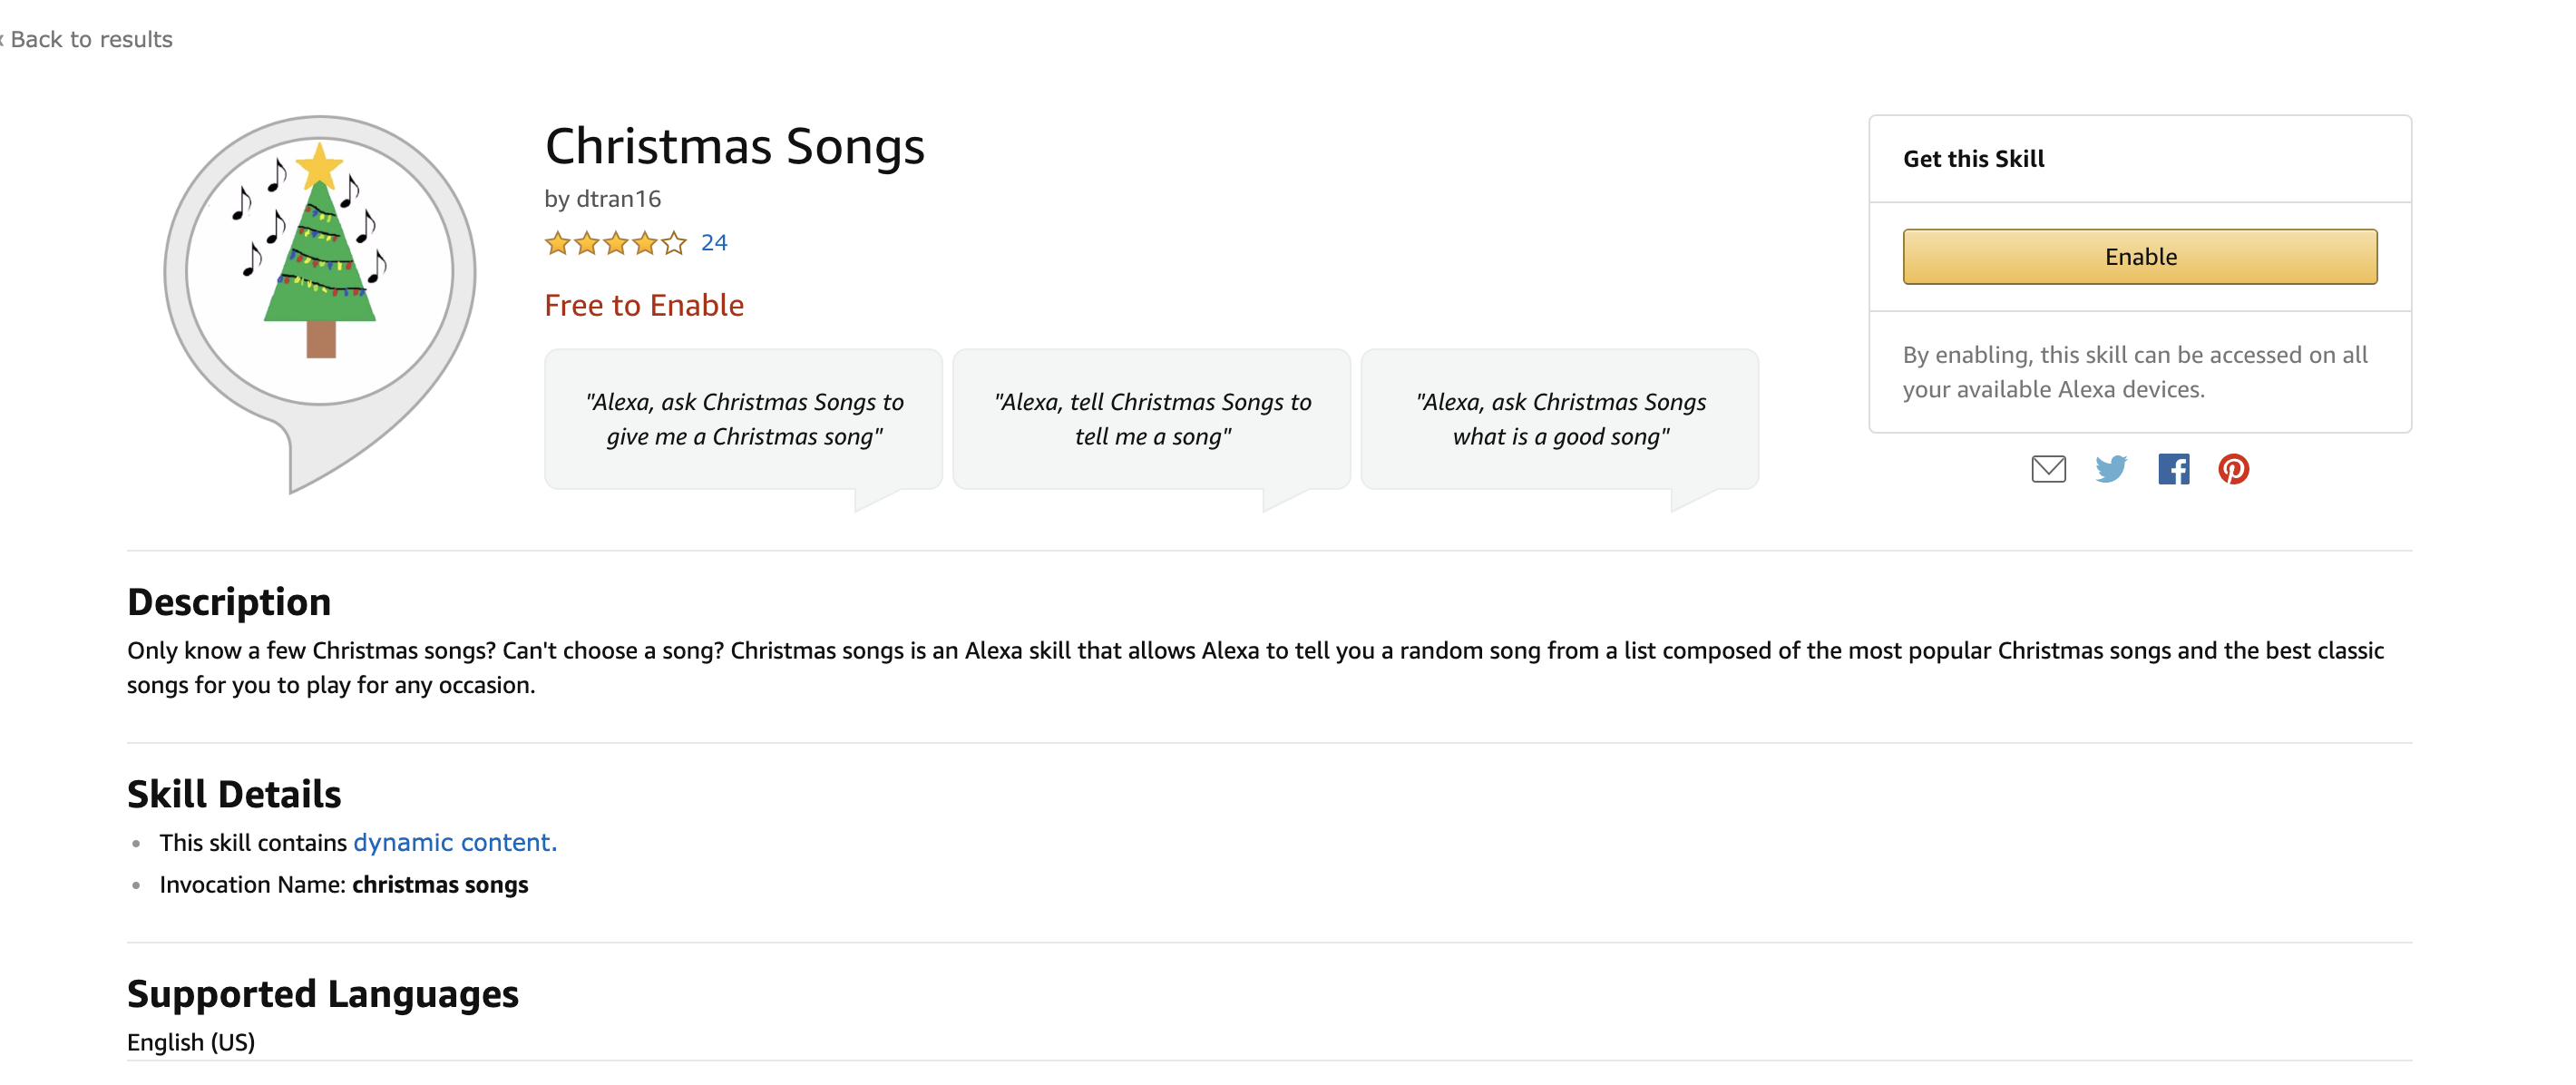 ‹ Back to results
Christmas Songs
by dtran16
24
Free to Enable
"Alexa, ask Christmas Songs to
give me a Christmas song"
"Alexa, tell Christmas Songs to
tell me a song"
"Alexa, ask Christmas Songs
what is a good song"
Get this Skill
Enable
By enabling, this skill can be accessed on all
your available Alexa devices.
Description
Only know a few Christmas songs? Can't choose a song? Christmas songs is an Alexa skill that allows Alexa to tell you a random song from a list composed of the most popular Christmas songs and the best classic
songs for you to play for any occasion.
Skill Details
• This skill contains dynamic content.
• Invocation Name: christmas songs
Supported Languages
English (US)